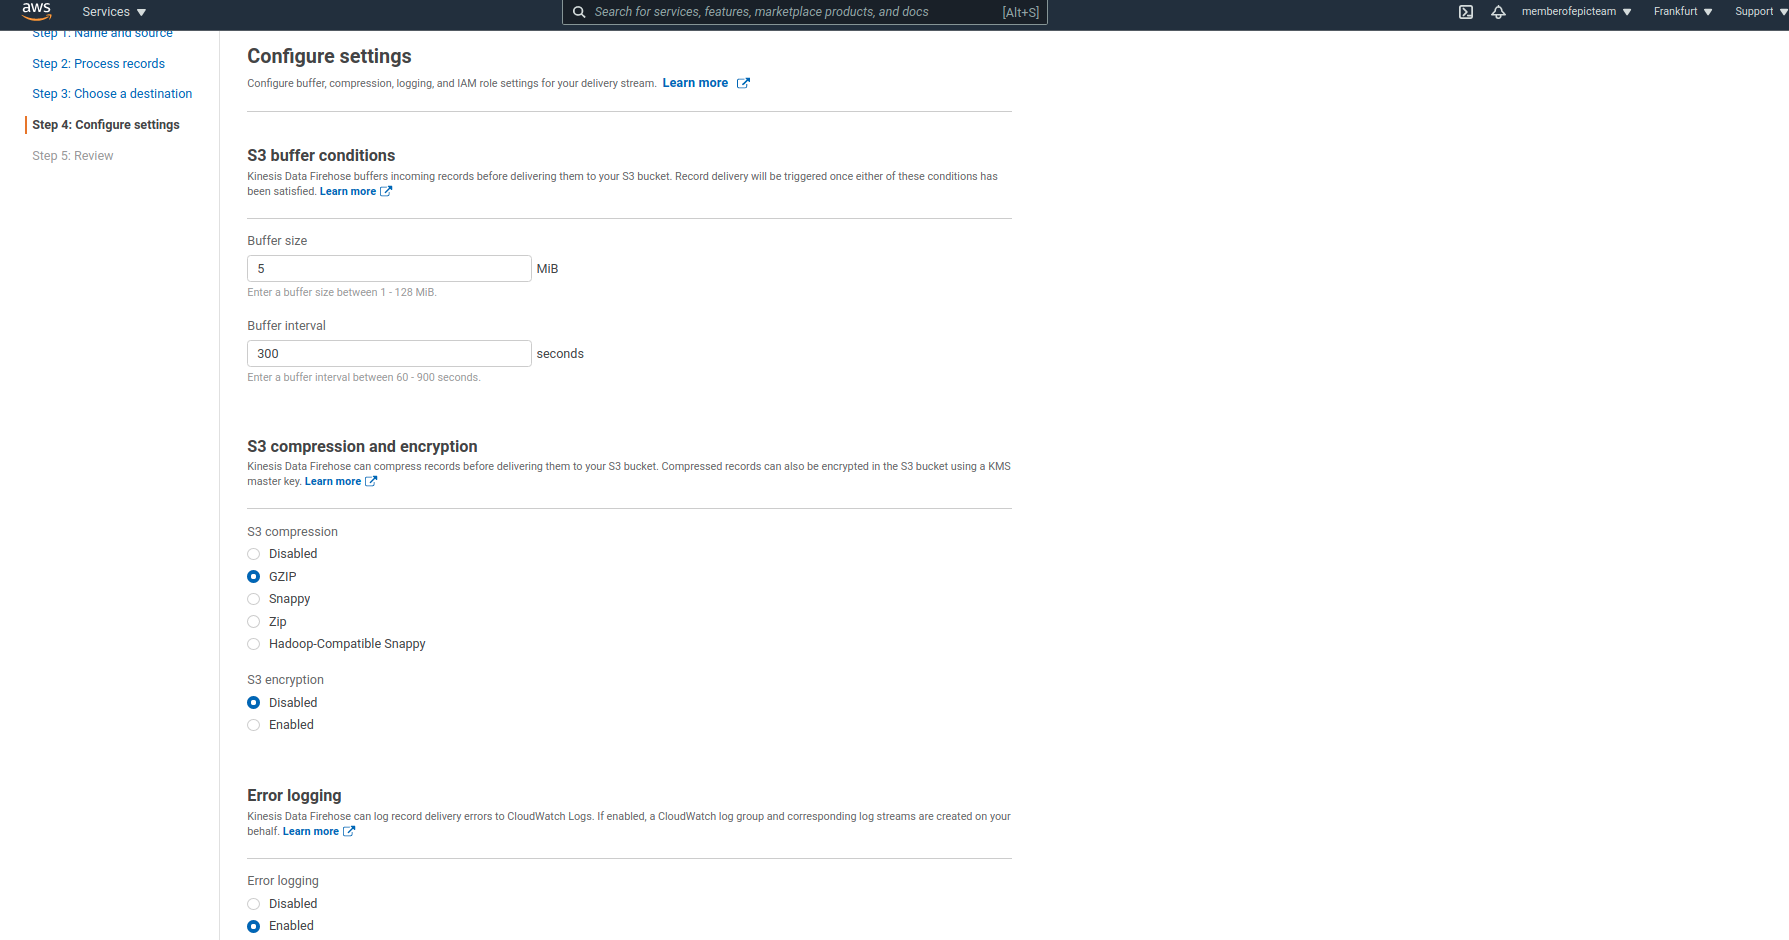 aws
Services
Search for services, features, marketplace products, and docs
[Alt+S]
memberofepicteam
Frankfurt
Support
Step 1: Name and source
Step 2: Process records
Step 3: Choose a destination
Step 4: Configure settings
Step 5: Review
Configure settings
Configure buffer, compression, logging, and IAM role settings for your delivery stream. Learn more
S3 buffer conditions
Kinesis Data Firehose buffers incoming records before delivering them to your S3 bucket. Record delivery will be triggered once either of these conditions has
been satisfied. Learn more
Buffer size
5 MiB
Enter a buffer size between 1 - 128 MiB.
Buffer interval
300 seconds
Enter a buffer interval between 60 - 900 seconds.
S3 compression and encryption
Kinesis Data Firehose can compress records before delivering them to your S3 bucket. Compressed records can also be encrypted in the S3 bucket using a KMS
master key. Learn more
S3 compression
Disabled
GZIP
Snappy
Zip
Hadoop-Compatible Snappy
S3 encryption
Disabled
Enabled
Error logging
Kinesis Data Firehose can log record delivery errors to CloudWatch Logs. If enabled, a CloudWatch log group and corresponding log streams are created on your
behalf. Learn more
Error logging
Disabled
Enabled